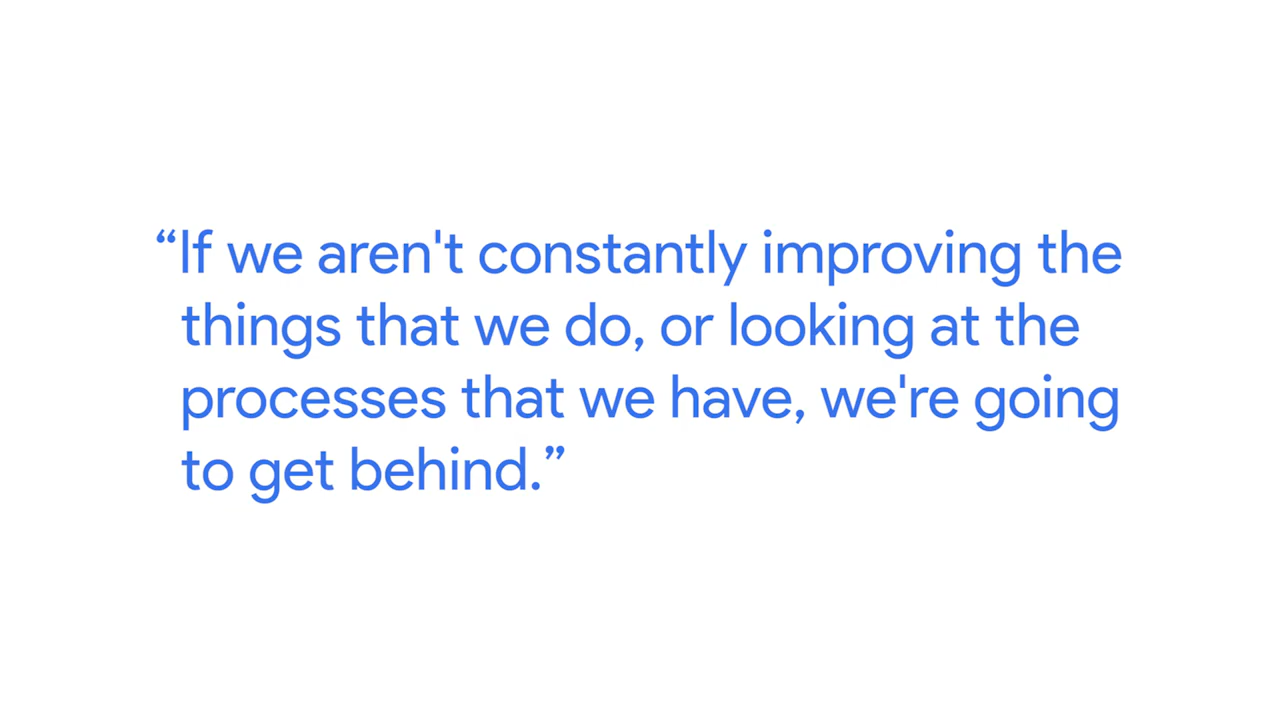 “If we aren't constantly improving the
things that we do, or looking at the
processes that we have, we're going
to get behind.”